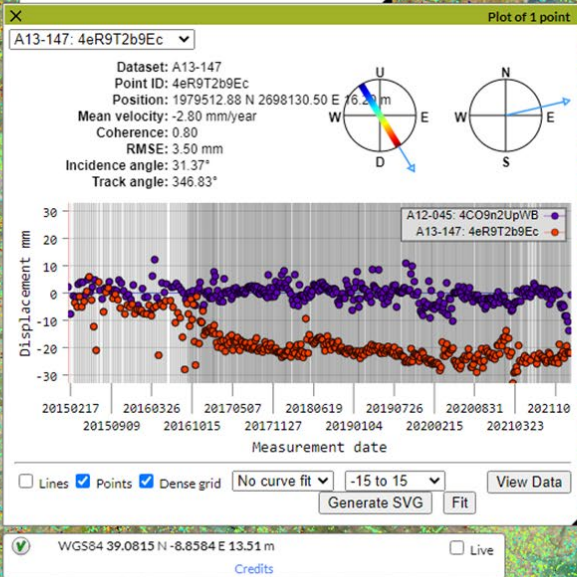 Plot of 1 point
A13-147: 4eR9T2b9Ec
Dataset: A13-147
Point ID: 4eR9T2b9Ec
Position: 1979512.88 N 2698130.50 E 16.29 m
Mean velocity: -2.80 mm/year
Coherence: 0.80
RMSE: 3.50 mm
Incidence angle: 31.37°
Track angle: 346.83°
U
W E
D
N
W E
S
A12-045: 4CO9n2UpWB
A13-147: 4eR9T2b9Ec
Displacement mm
30
20
10
0
-10
-20
-30
20150217 20160326 20170507 20180619 20190726 20200831 202110
20150909 20161015 20171127 20190104 20200215 20210323
Measurement date
Lines Points Dense grid No curve fit -15 to 15 View Data
Generate SVG Fit
WGS84 39.0815 N -8.8584 E 13.51 m Live
Credits